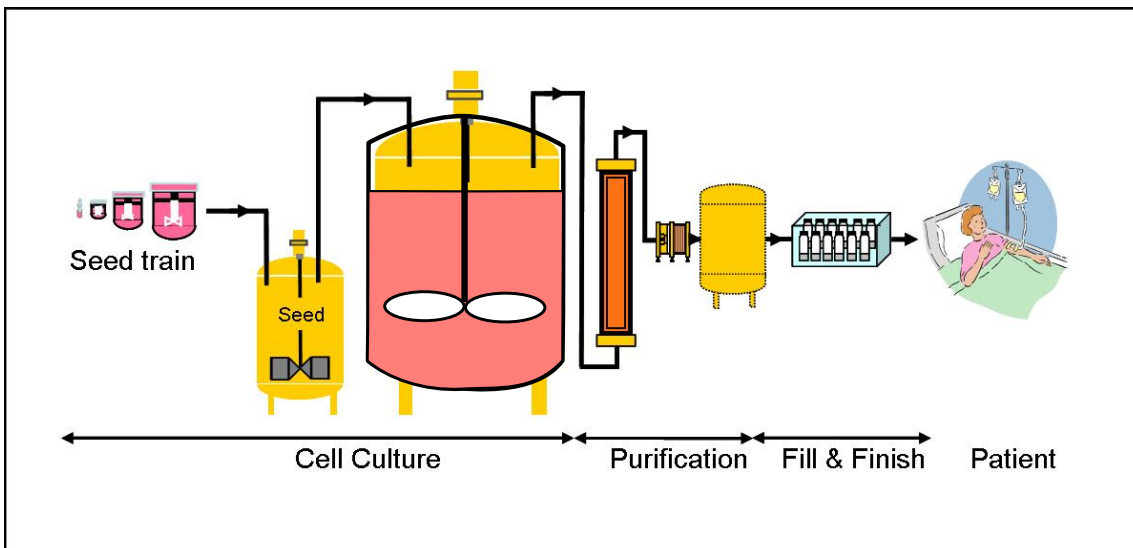 Seed train
Seed
Cell Culture
Purification
Fill & Finish
Patient